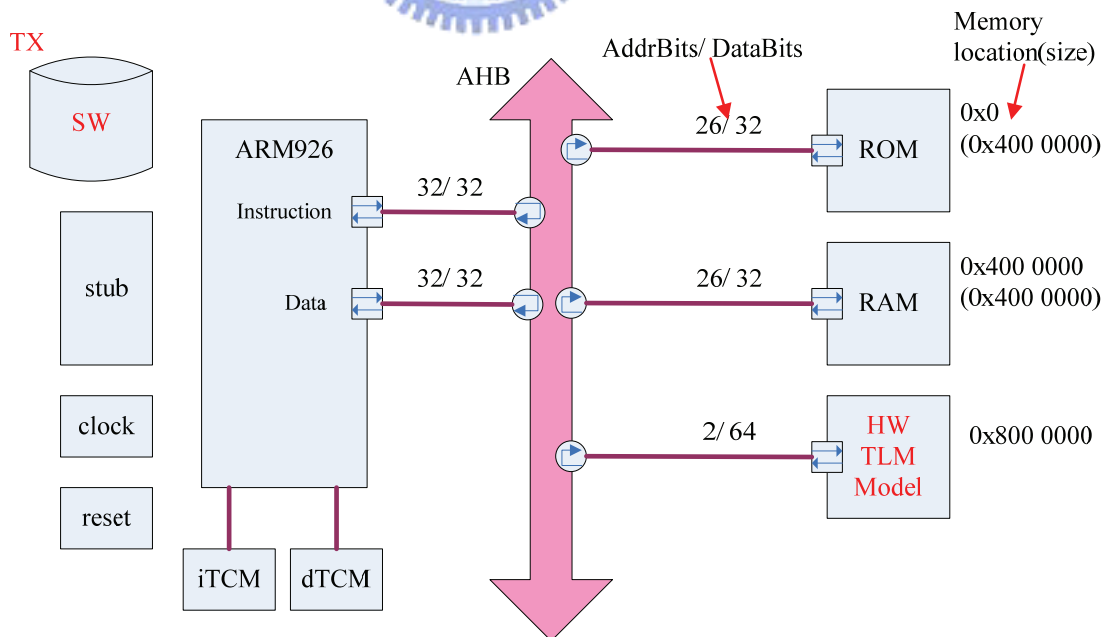 TX
SW
stub
clock
reset
ARM926
Instruction
Data
iTCM
dTCM
32/ 32
32/ 32
AHB
AddrBits/ DataBits
26/ 32
26/ 32
2/ 64
Memory
location(size)
ROM
0x0
(0x400 0000)
RAM
0x400 0000
(0x400 0000)
HW
TLM
Model
0x800 0000